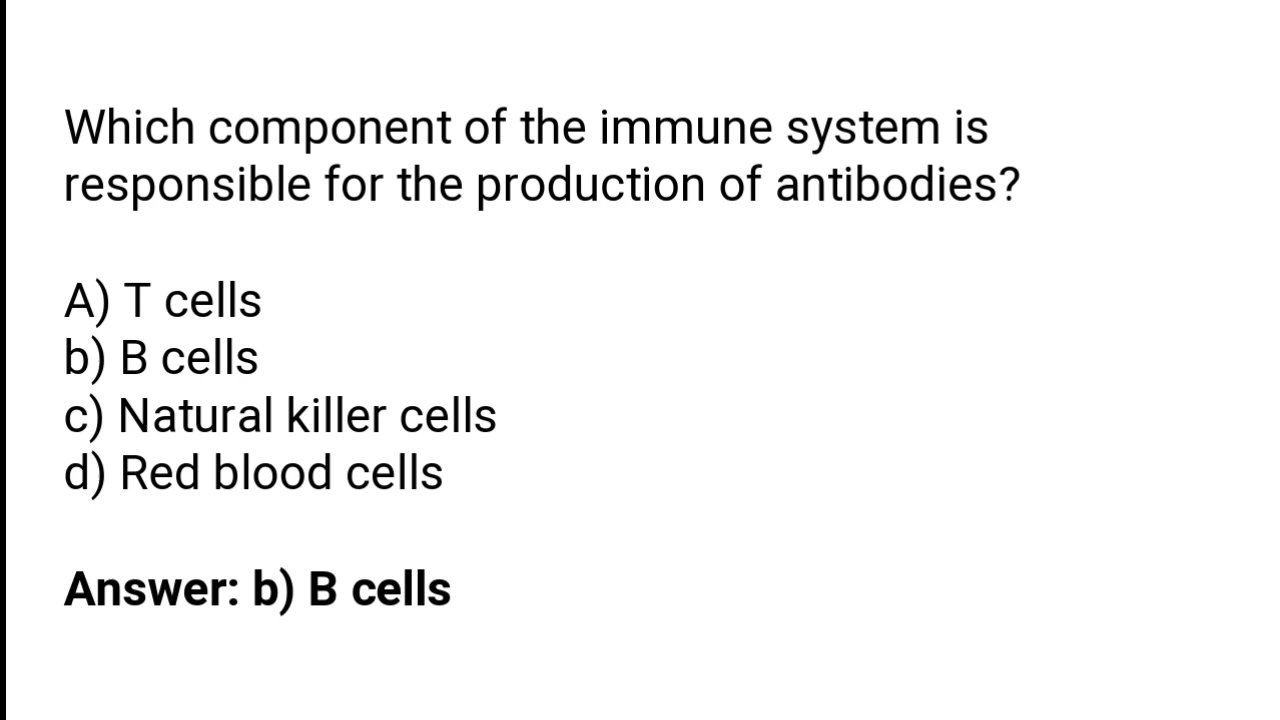 Which component of the immune system is
responsible for the production of antibodies?
A) T cells
b) B cells
c) Natural killer cells
d) Red blood cells
Answer: b) B cells